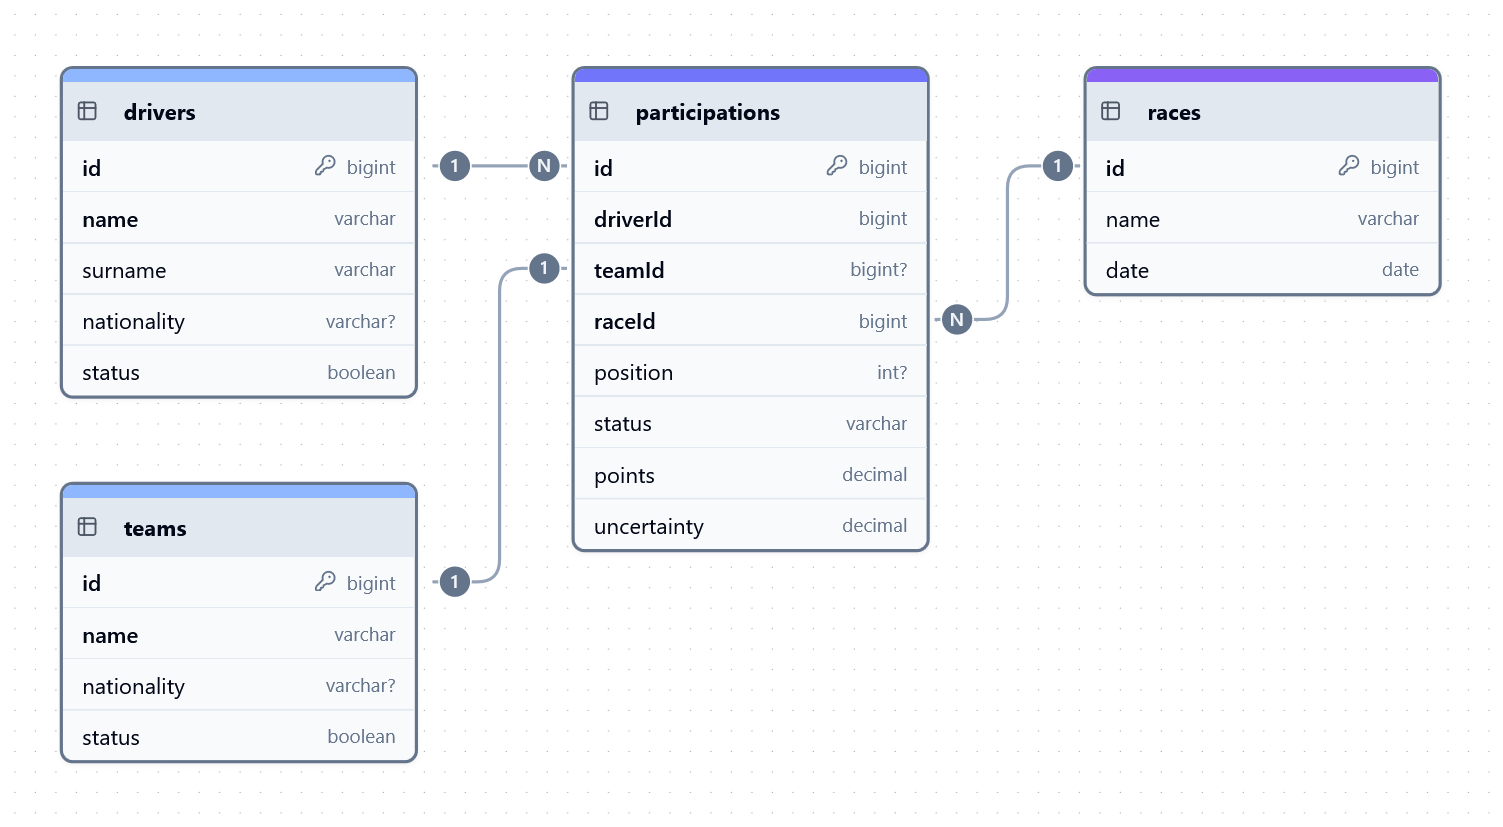 drivers
id bigint
name varchar
surname varchar
nationality varchar?
status boolean
teams
id bigint
name varchar
nationality varchar?
status boolean
1 N
1
1
participations
id bigint
driverId bigint
teamId bigint?
raceId bigint
position int?
status varchar
points decimal
uncertainty decimal
1
N
races
id bigint
name varchar
date date